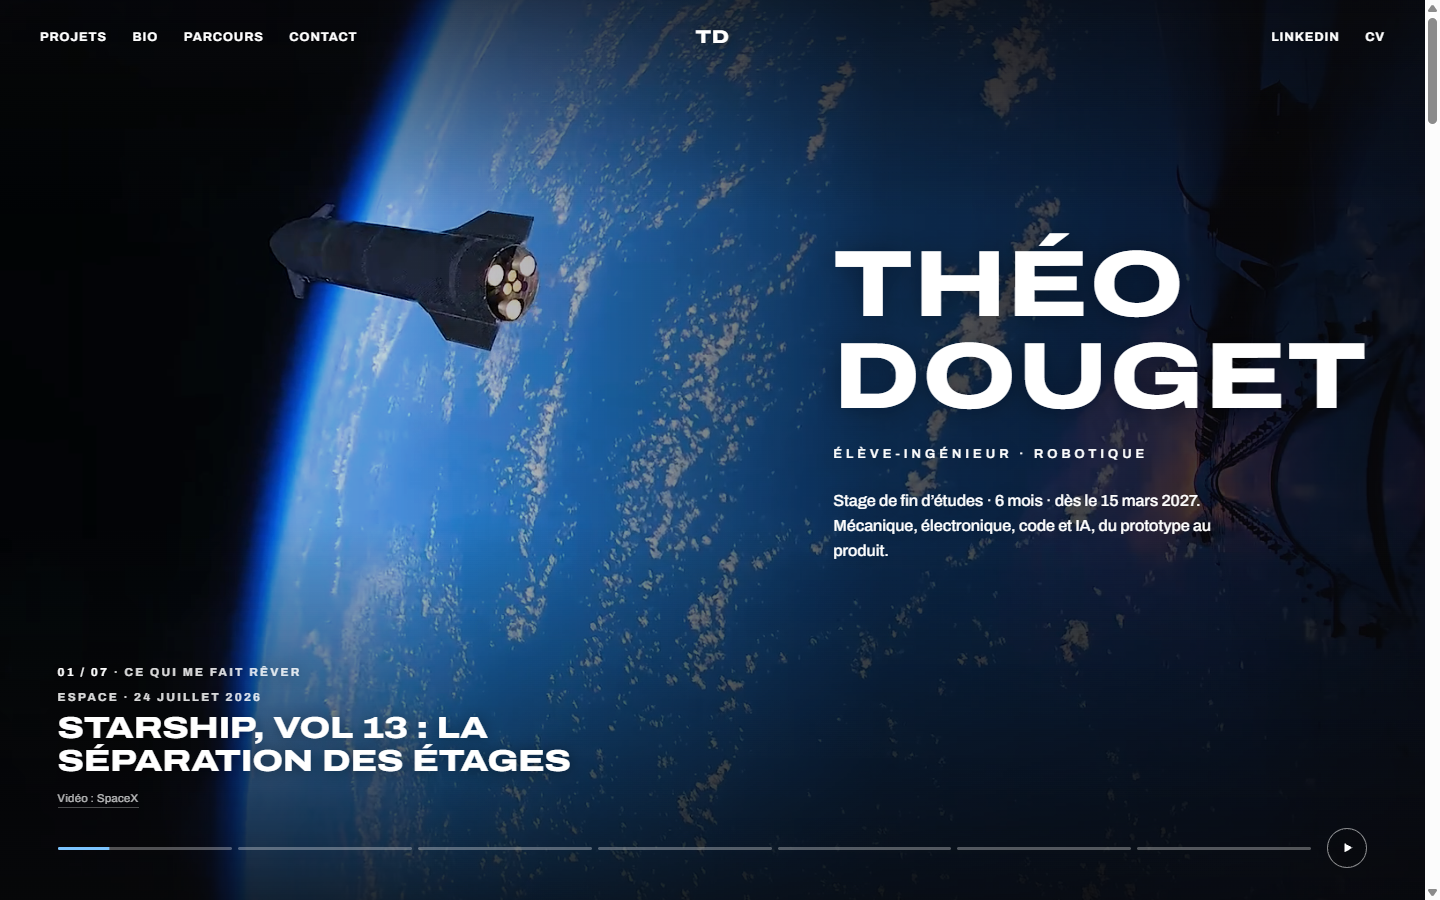 PROJETS BIO PARCOURS CONTACT TD LINKEDIN CV
THÉO
DOUGET
ÉLÈVE-INGÉNIEUR · ROBOTIQUE
Stage de fin d’études · 6 mois · dès le 15 mars 2027.
Mécanique, électronique, code et IA, du prototype au
produit.
01 / 07 · CE QUI ME FAIT RÊVER
ESPACE · 24 JUILLET 2026
STARSHIP, VOL 13 : LA
SÉPARATION DES ÉTAGES
Vidéo : SpaceX